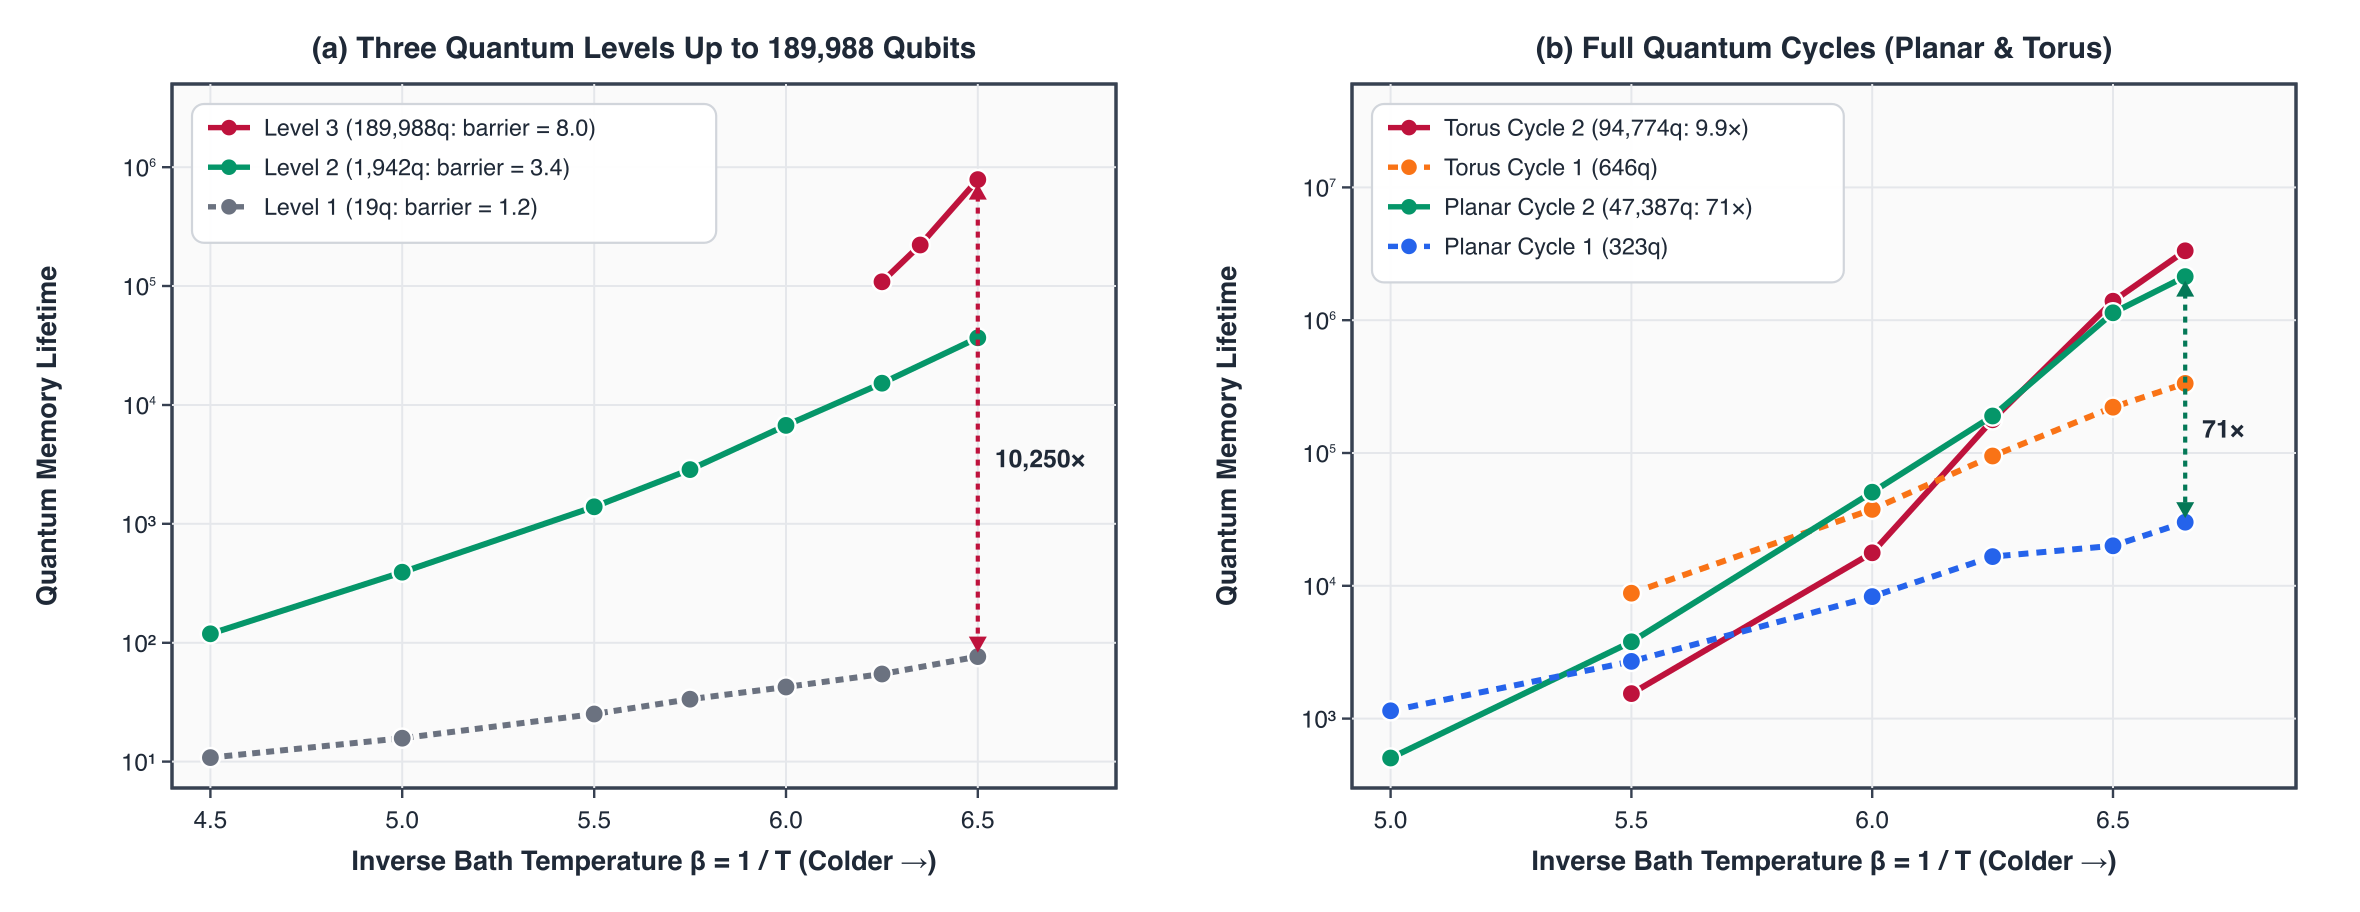 (a) Three Quantum Levels Up to 189,988 Qubits
Level 3 (189,988q: barrier = 8.0)
Level 2 (1,942q: barrier = 3.4)
Level 1 (19q: barrier = 1.2)
Quantum Memory Lifetime
10⁶
10⁵
10⁴
10³
10²
10¹
10,250×
4.5 5.0 5.5 6.0 6.5
Inverse Bath Temperature β = 1 / T (Colder →)
(b) Full Quantum Cycles (Planar & Torus)
Torus Cycle 2 (94,774q: 9.9×)
Torus Cycle 1 (646q)
Planar Cycle 2 (47,387q: 71×)
Planar Cycle 1 (323q)
Quantum Memory Lifetime
10⁷
10⁶
10⁵
10⁴
10³
71×
5.0 5.5 6.0 6.5
Inverse Bath Temperature β = 1 / T (Colder →)